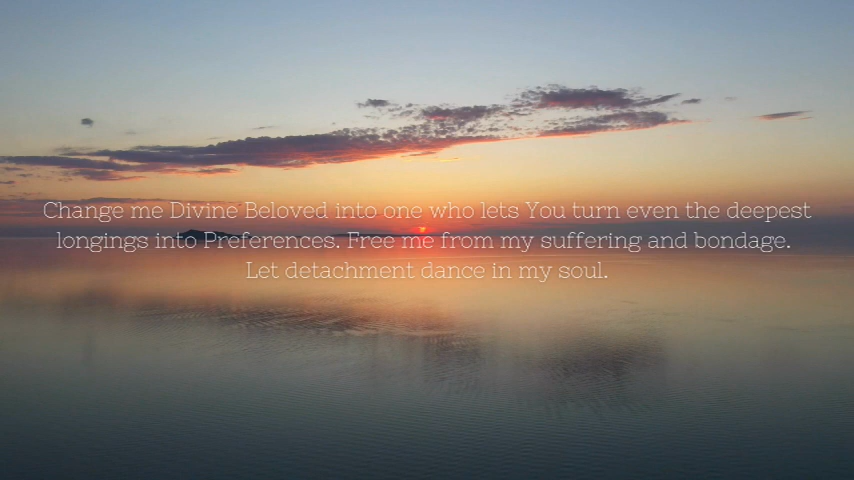 Change me Divine Beloved into one who lets You turn even the deepest
longings into Preferences. Free me from my suffering and bondage.
Let detachment dance in my soul.